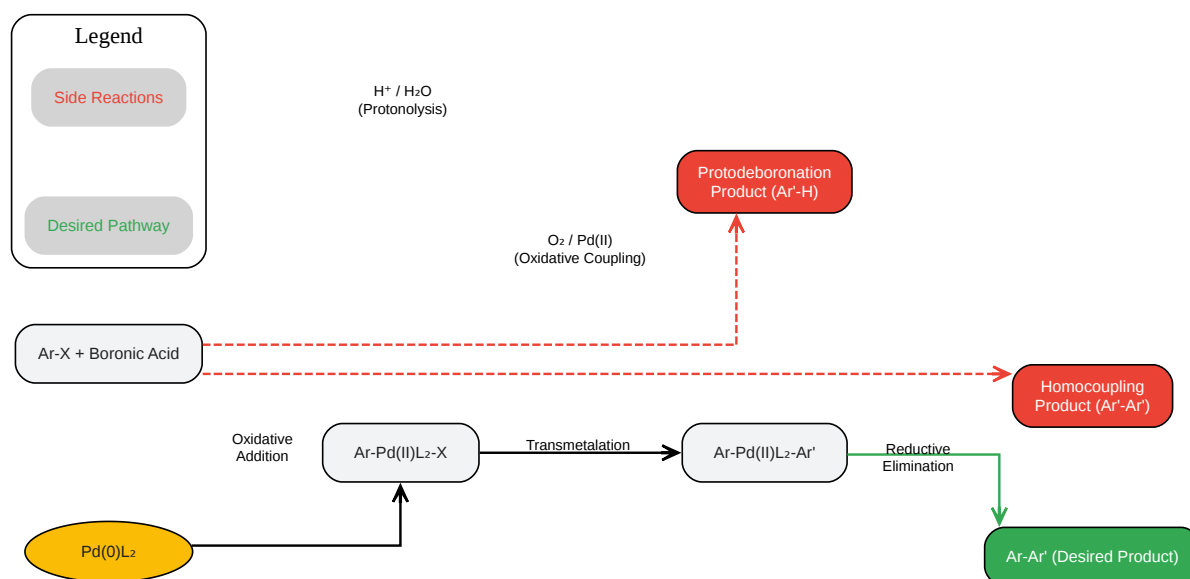 Legend
Side Reactions
Desired Pathway
H⁺ / H₂O
(Protonolysis)
Protodeboronation
Product (Ar'-H)
O₂ / Pd(II)
(Oxidative Coupling)
Ar-X + Boronic Acid
Homocoupling
Product (Ar'-Ar')
Oxidative
Addition
Ar-Pd(II)L₂-X
Transmetalation
Ar-Pd(II)L₂-Ar'
Reductive
Elimination
Pd(0)L₂
Ar-Ar' (Desired Product)